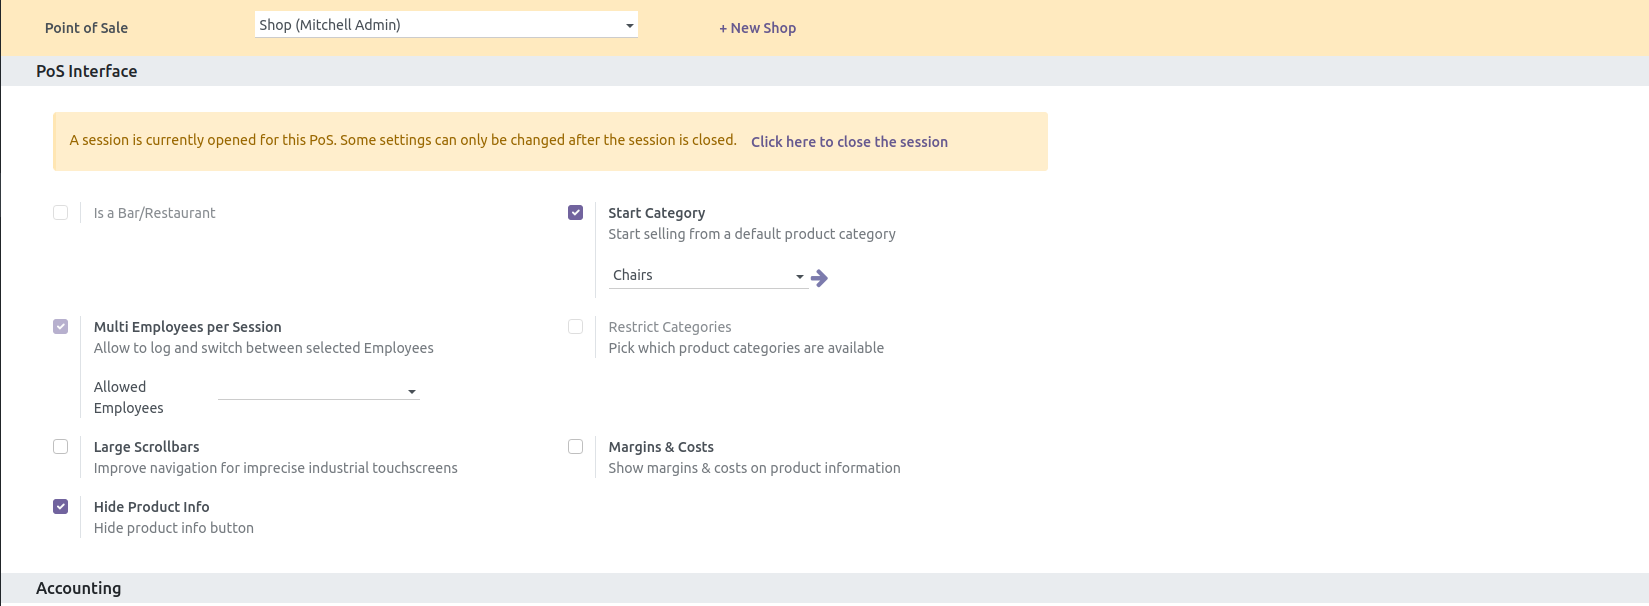 Point of Sale
Shop (Mitchell Admin)
+ New Shop
PoS Interface
A session is currently opened for this PoS. Some settings can only be changed after the session is closed. Click here to close the session
Is a Bar/Restaurant
Start Category
Start selling from a default product category
Chairs
Multi Employees per Session
Allow to log and switch between selected Employees
Allowed
Employees
Restrict Categories
Pick which product categories are available
Large Scrollbars
Improve navigation for imprecise industrial touchscreens
Margins & Costs
Show margins & costs on product information
Hide Product Info
Hide product info button
Accounting